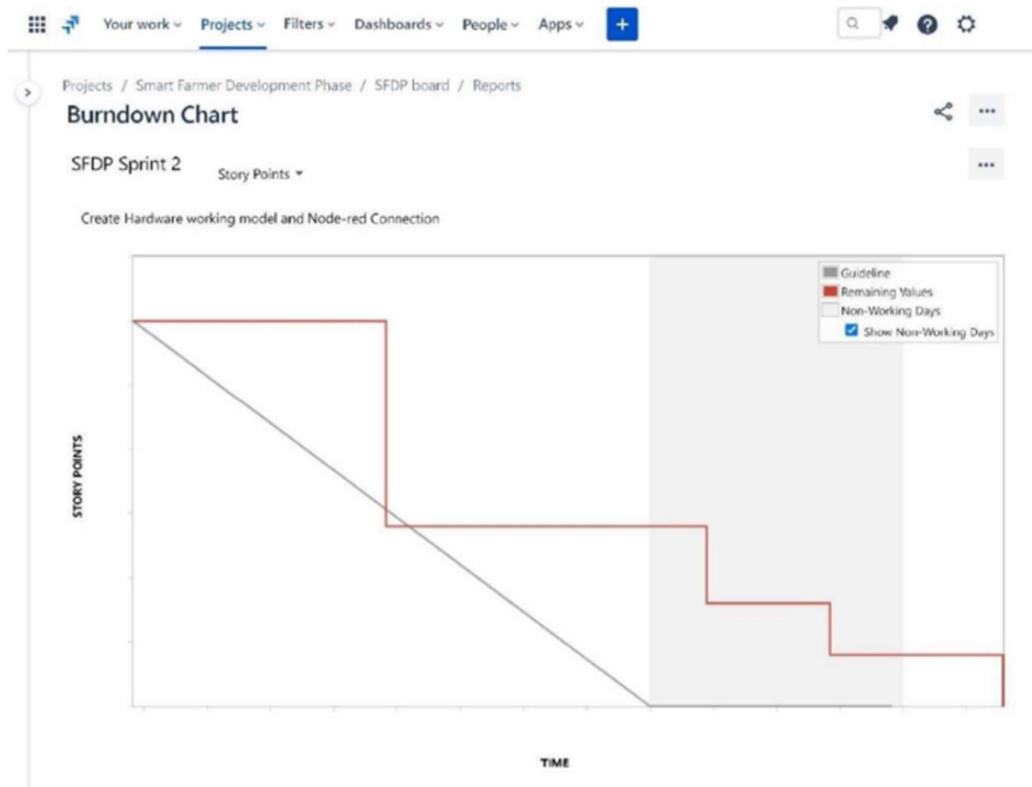 Your work Projects Filters Dashboards People Apps +
Projects / Smart Farmer Development Phase / SFDP board / Reports
Burndown Chart
SFDP Sprint 2
Story Points
Create Hardware working model and Node-red Connection
Guideline
Remaining Values
Non-Working Days
Show Non-Working Days
STORY POINTS
TIME